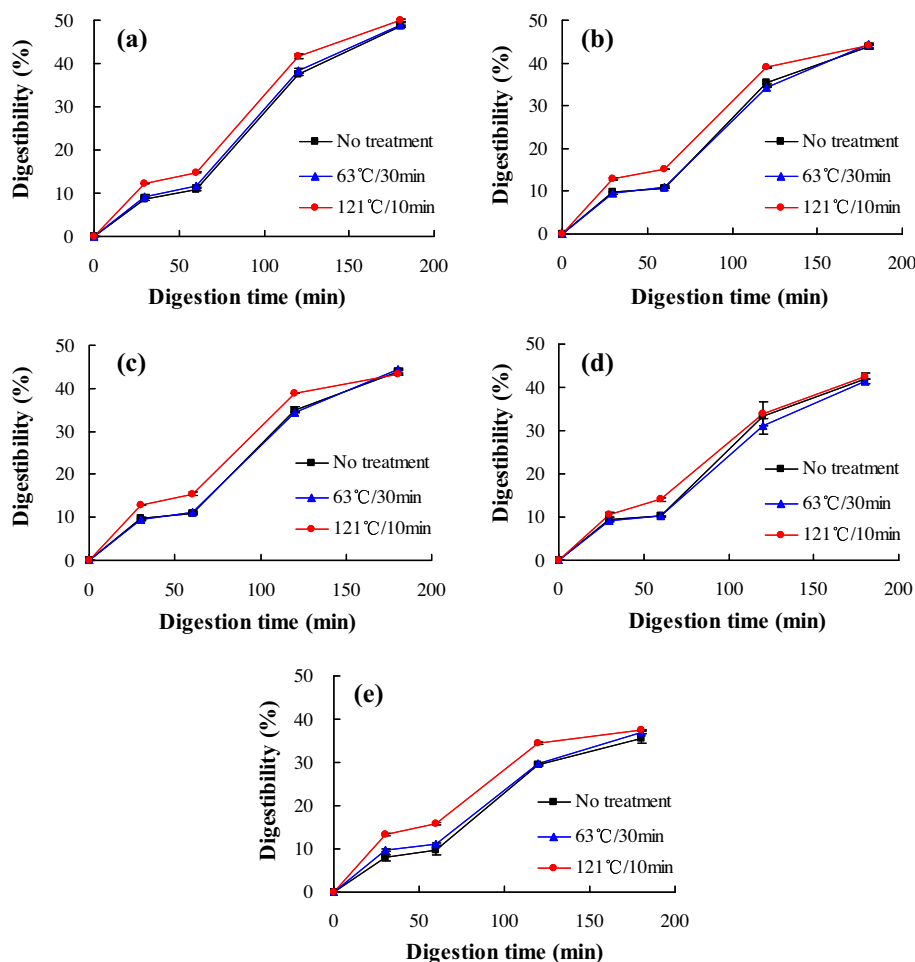 (a)
Digestibility (%)
50
40
30
20
10
0
No treatment
63℃/30min
121℃/10min
0 50 100 150 200
Digestion time (min)
(b)
Digestibility (%)
50
40
30
20
10
0
No treatment
63℃/30min
121℃/10min
0 50 100 150 200
Digestion time (min)
(c)
Digestibility (%)
50
40
30
20
10
0
No treatment
63℃/30min
121℃/10min
0 50 100 150 200
Digestion time (min)
(d)
Digestibility (%)
50
40
30
20
10
0
No treatment
63℃/30min
121℃/10min
0 50 100 150 200
Digestion time (min)
(e)
Digestibility (%)
50
40
30
20
10
0
No treatment
63℃/30min
121℃/10min
0 50 100 150 200
Digestion time (min)